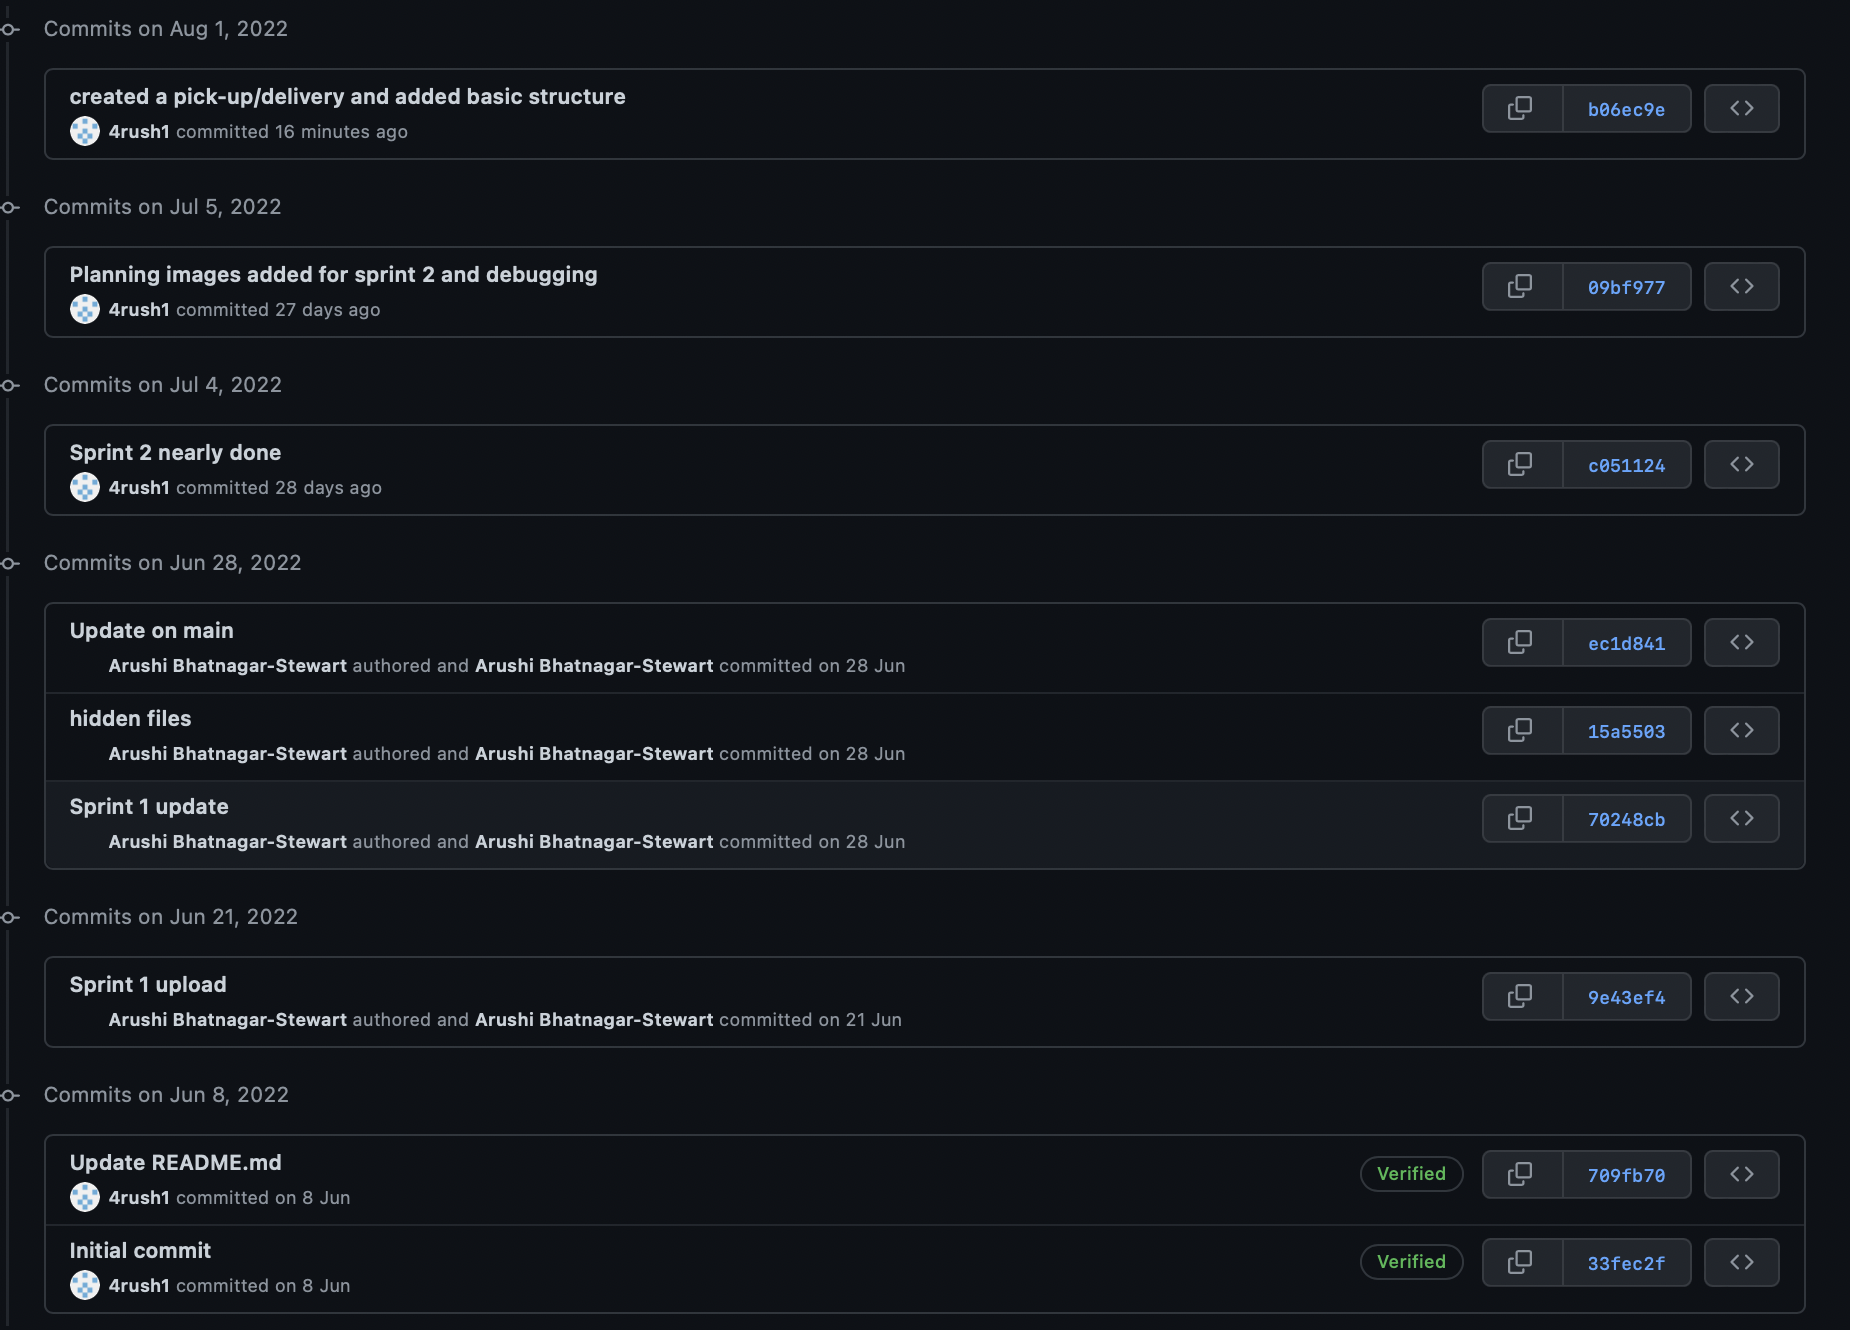 Commits on Aug 1, 2022
created a pick-up/delivery and added basic structure
4rush1 committed 16 minutes ago
b06ec9e
Commits on Jul 5, 2022
Planning images added for sprint 2 and debugging
4rush1 committed 27 days ago
09bf977
Commits on Jul 4, 2022
Sprint 2 nearly done
4rush1 committed 28 days ago
c051124
Commits on Jun 28, 2022
Update on main
Arushi Bhatnagar-Stewart authored and Arushi Bhatnagar-Stewart committed on 28 Jun
ec1d841
hidden files
Arushi Bhatnagar-Stewart authored and Arushi Bhatnagar-Stewart committed on 28 Jun
15a5503
Sprint 1 update
Arushi Bhatnagar-Stewart authored and Arushi Bhatnagar-Stewart committed on 28 Jun
70248cb
Commits on Jun 21, 2022
Sprint 1 upload
Arushi Bhatnagar-Stewart authored and Arushi Bhatnagar-Stewart committed on 21 Jun
9e43ef4
Commits on Jun 8, 2022
Update README.md
4rush1 committed on 8 Jun
Verified
709fb70
Initial commit
4rush1 committed on 8 Jun
Verified
33fec2f